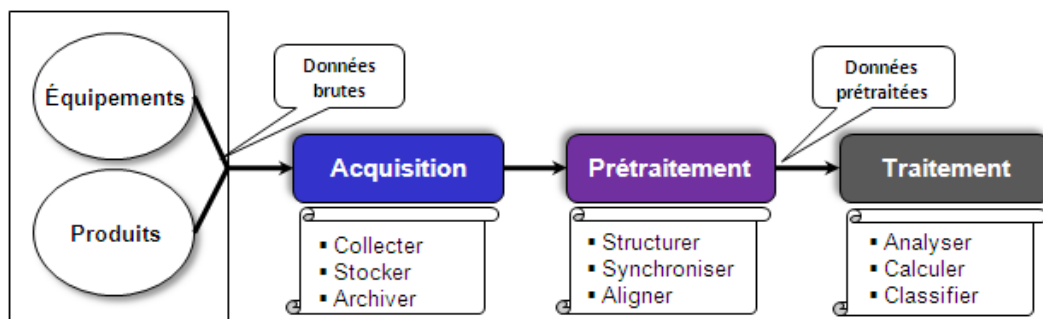 Équipements
Produits
Données
brutes
Acquisition
▪ Collecter
▪ Stocker
▪ Archiver
Prétraitement
▪ Structurer
▪ Synchroniser
▪ Aligner
Données
prétraitées
Traitement
▪ Analyser
▪ Calculer
▪ Classifier